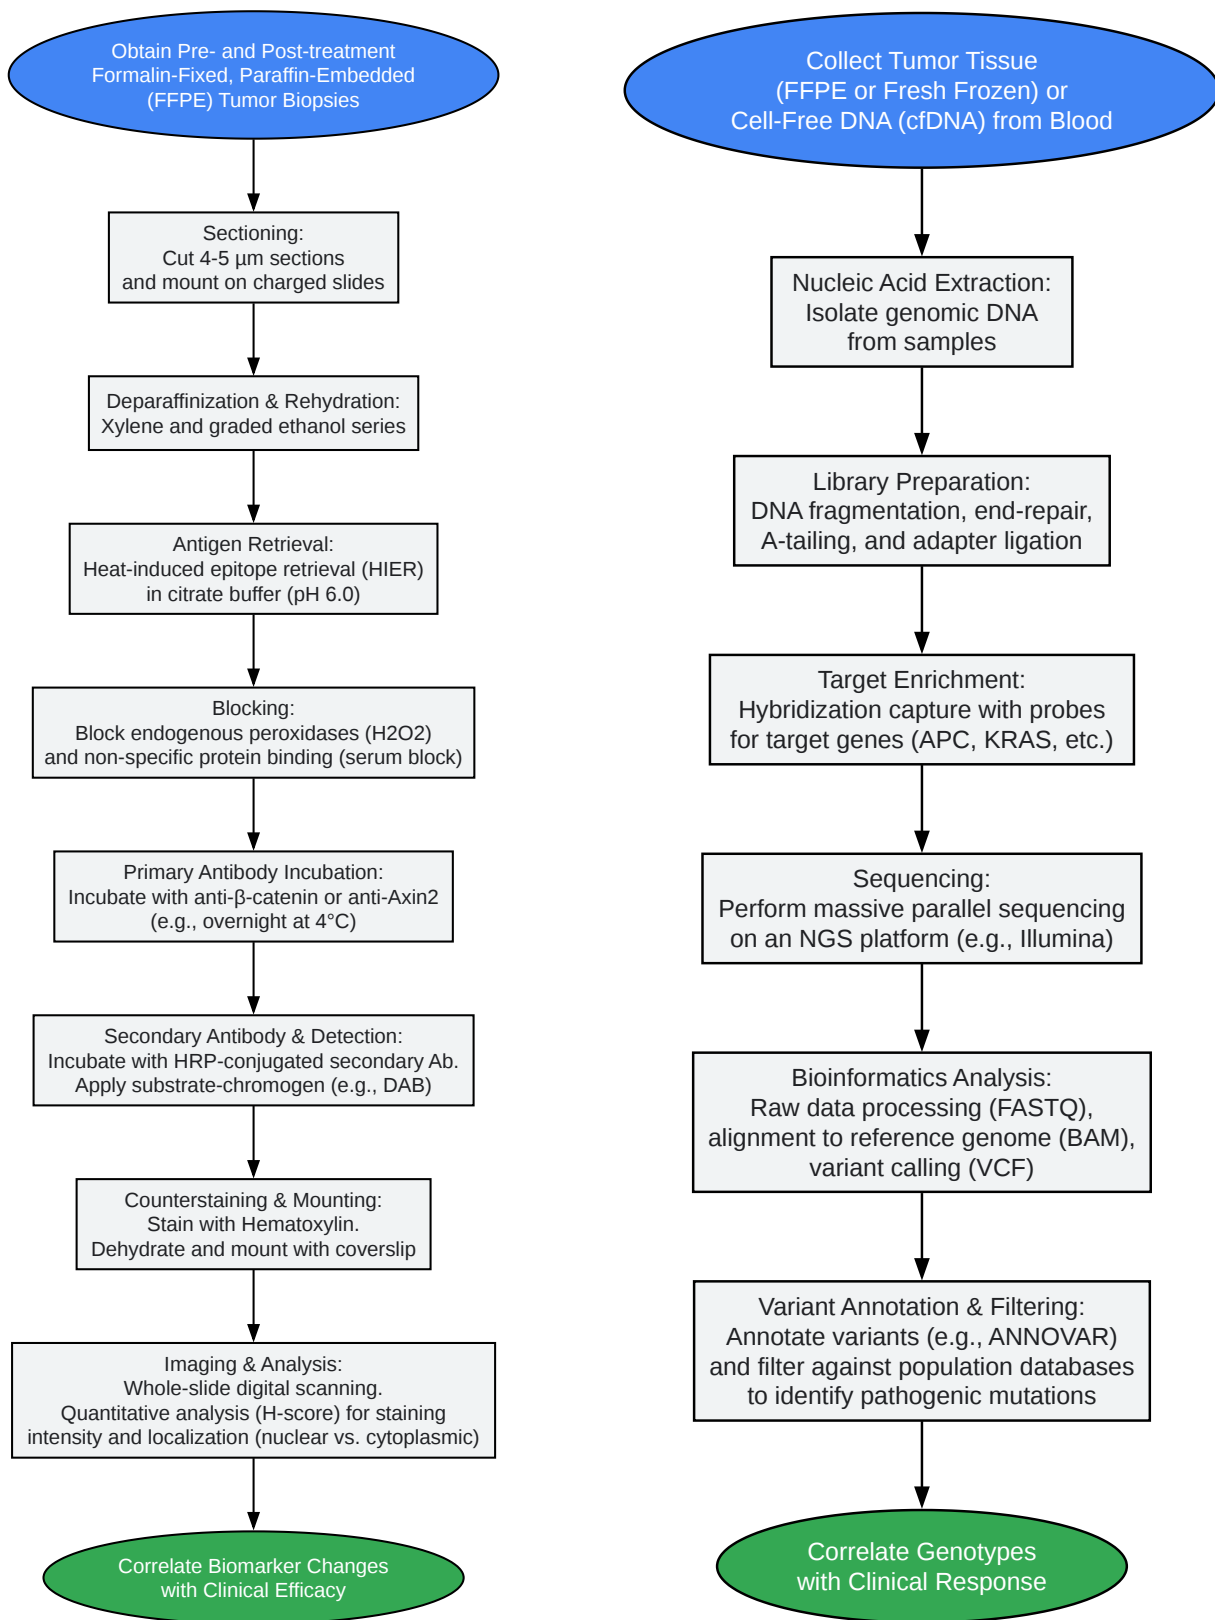 Obtain Pre- and Post-treatment
Formalin-Fixed, Paraffin-Embedded
(FFPE) Tumor Biopsies
Sectioning:
Cut 4-5 µm sections
and mount on charged slides
Deparaffinization & Rehydration:
Xylene and graded ethanol series
Antigen Retrieval:
Heat-induced epitope retrieval (HIER)
in citrate buffer (pH 6.0)
Blocking:
Block endogenous peroxidases (H2O2)
and non-specific protein binding (serum block)
Primary Antibody Incubation:
Incubate with anti-β-catenin or anti-Axin2
(e.g., overnight at 4°C)
Secondary Antibody & Detection:
Incubate with HRP-conjugated secondary Ab.
Apply substrate-chromogen (e.g., DAB)
Counterstaining & Mounting:
Stain with Hematoxylin.
Dehydrate and mount with coverslip
Imaging & Analysis:
Whole-slide digital scanning.
Quantitative analysis (H-score) for staining
intensity and localization (nuclear vs. cytoplasmic)
Correlate Biomarker Changes
with Clinical Efficacy
Collect Tumor Tissue
(FFPE or Fresh Frozen) or
Cell-Free DNA (cfDNA) from Blood
Nucleic Acid Extraction:
Isolate genomic DNA
from samples
Library Preparation:
DNA fragmentation, end-repair,
A-tailing, and adapter ligation
Target Enrichment:
Hybridization capture with probes
for target genes (APC, KRAS, etc.)
Sequencing:
Perform massive parallel sequencing
on an NGS platform (e.g., Illumina)
Bioinformatics Analysis:
Raw data processing (FASTQ),
alignment to reference genome (BAM),
variant calling (VCF)
Variant Annotation & Filtering:
Annotate variants (e.g., ANNOVAR)
and filter against population databases
to identify pathogenic mutations
Correlate Genotypes
with Clinical Response